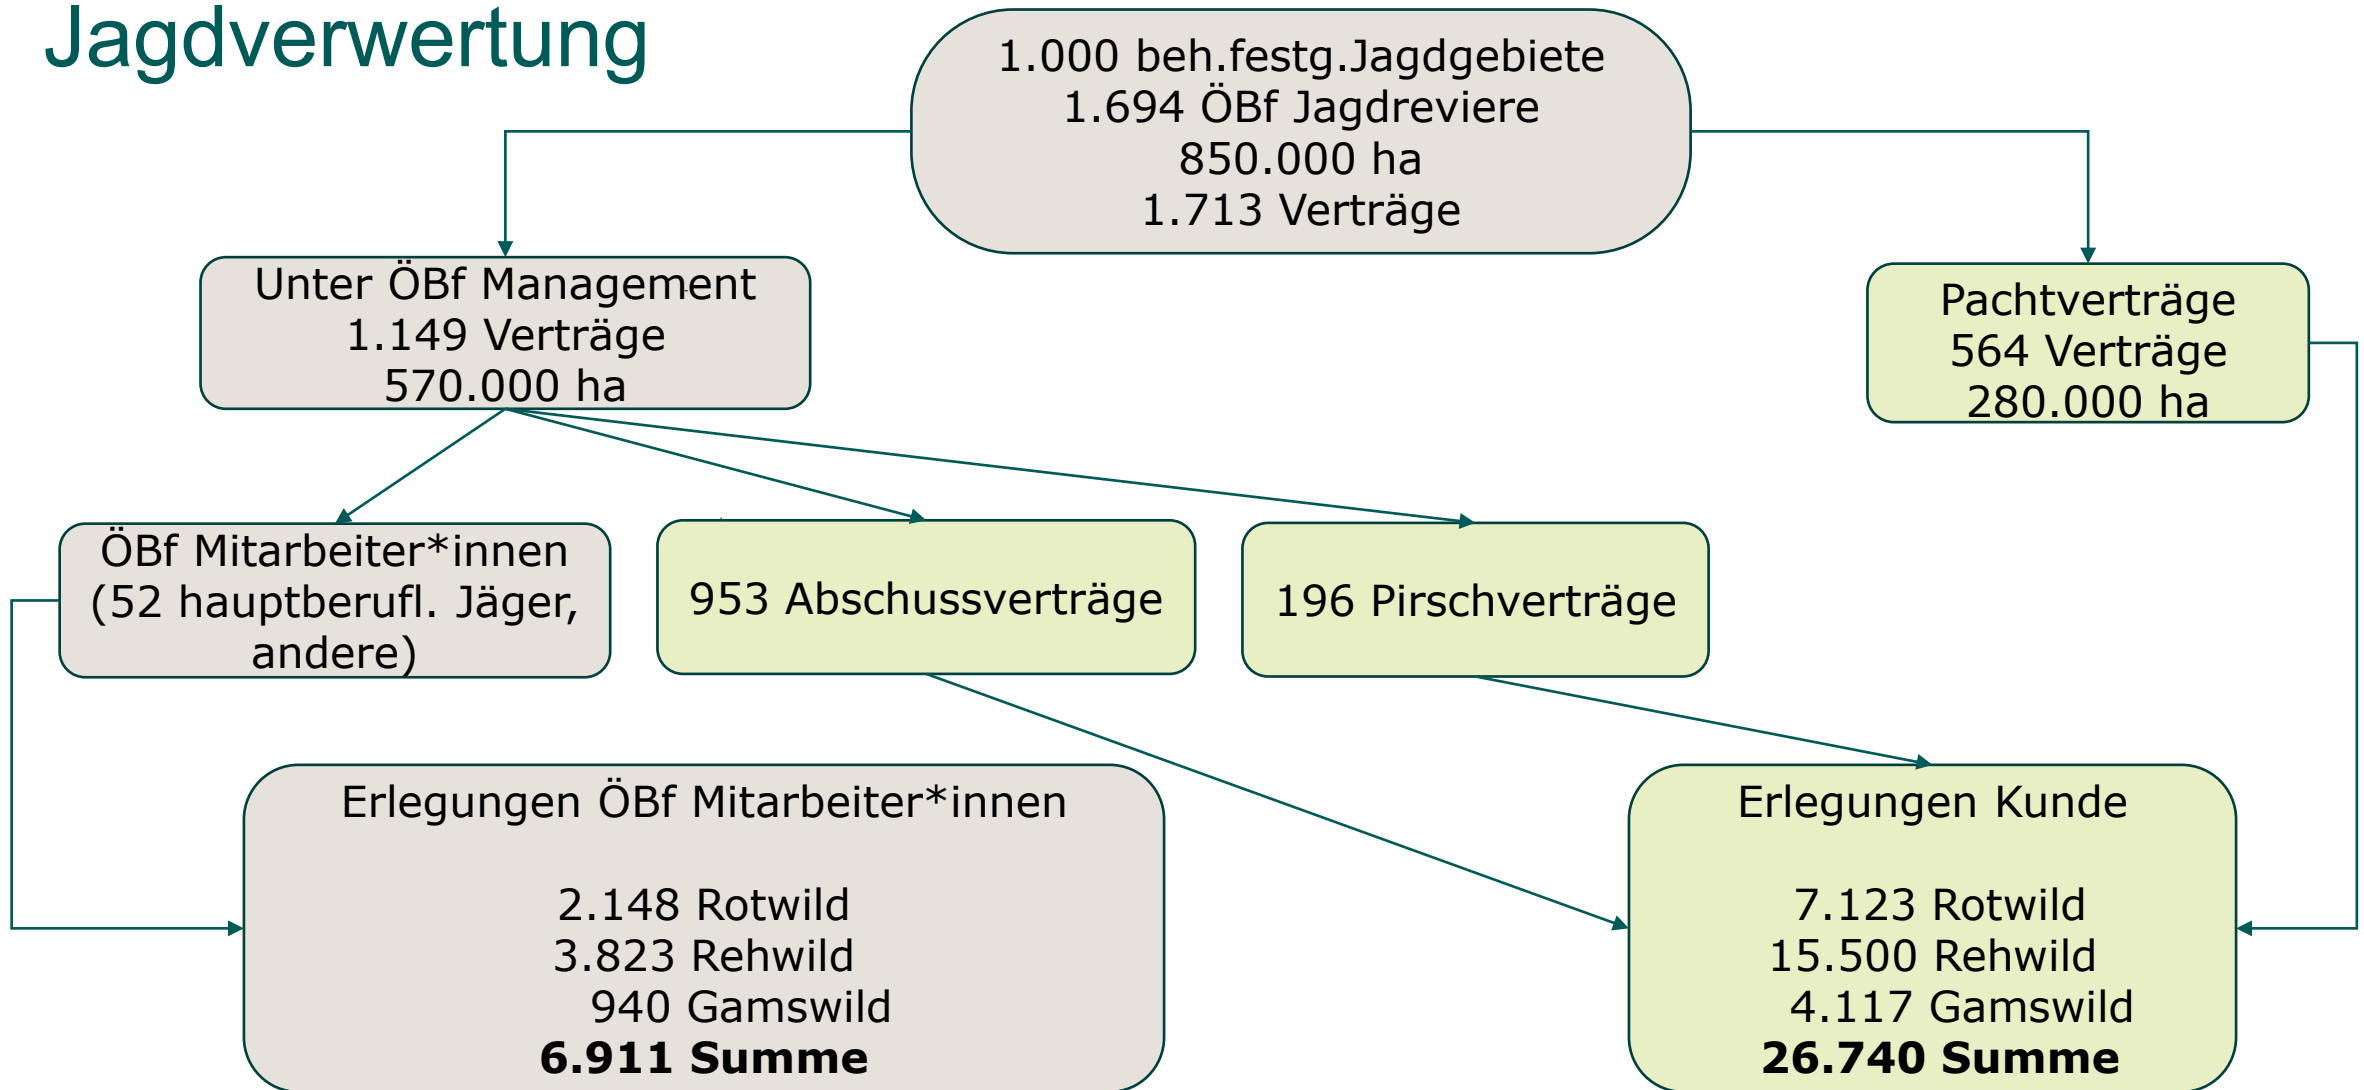 Jagdverwertung
1.000 beh.festg.Jagdgebiete
1.694 ÖBf Jagdreviere
850.000 ha
1.713 Verträge
Unter ÖBf Management
1.149 Verträge
570.000 ha
Pachtverträge
564 Verträge
280.000 ha
ÖBf Mitarbeiter*innen
(52 hauptberufl. Jäger,
andere)
953 Abschussverträge
196 Pirschverträge
Erlegungen ÖBf Mitarbeiter*innen
2.148 Rotwild
3.823 Rehwild
940 Gamswild
6.911 Summe
Erlegungen Kunde
7.123 Rotwild
15.500 Rehwild
4.117 Gamswild
26.740 Summe